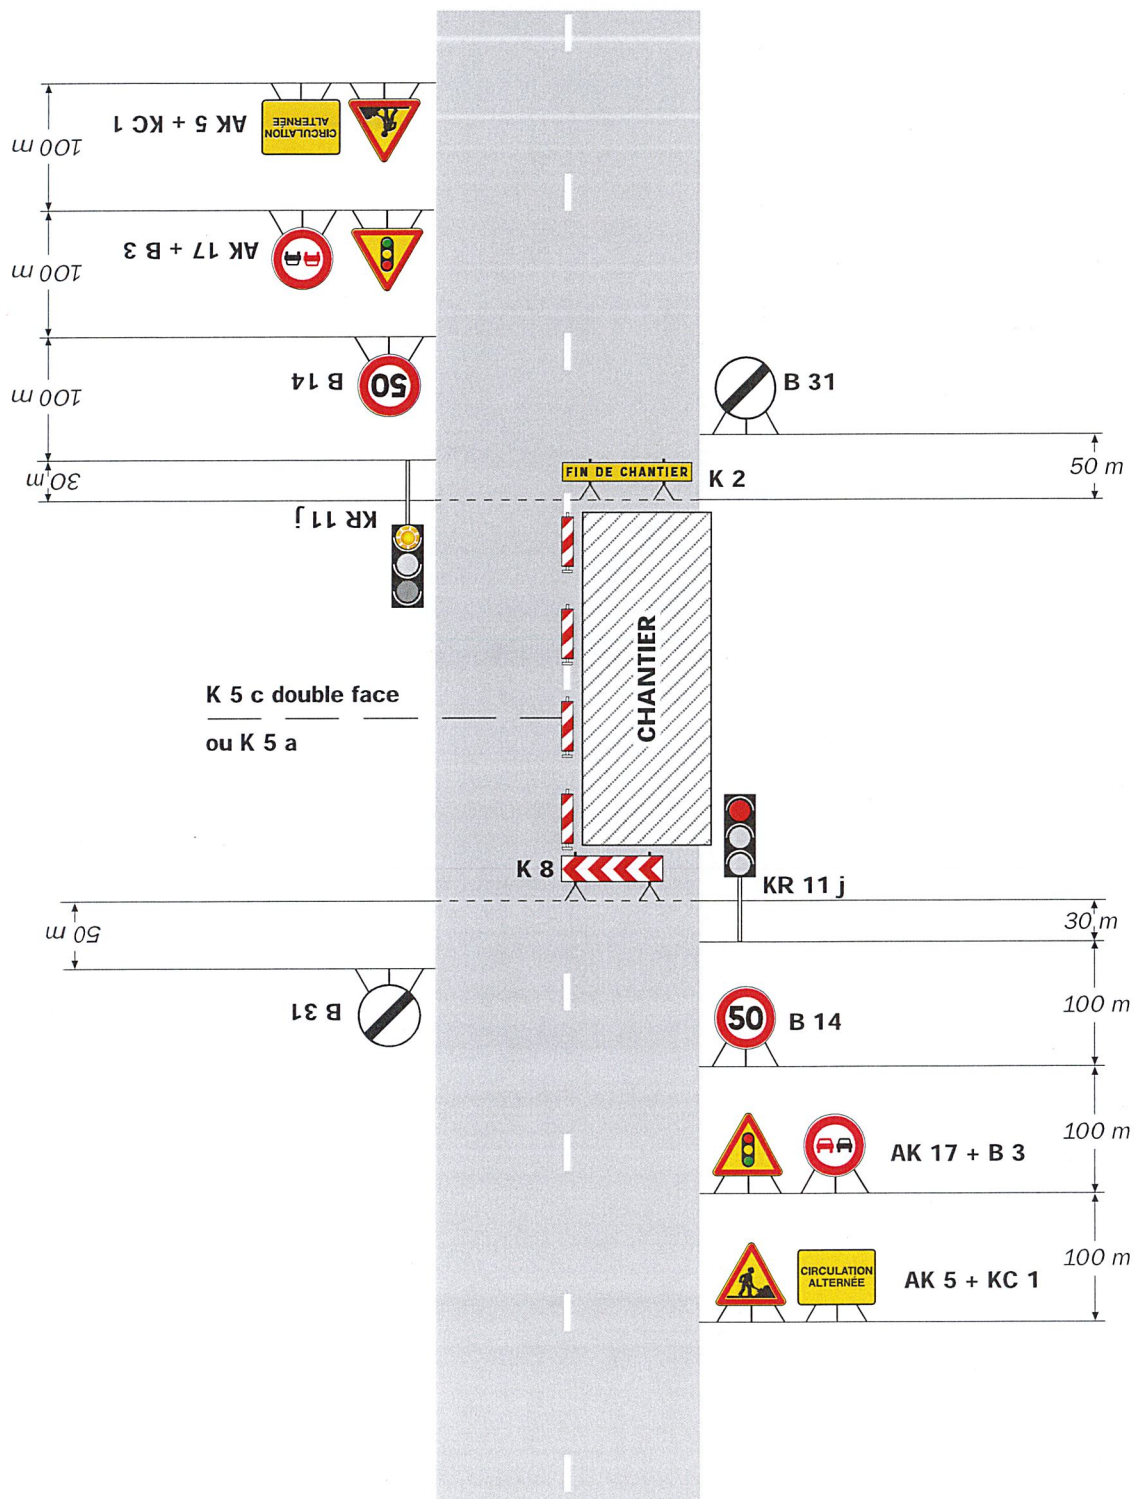 100 m
AK 5 + KC 1
CIRCULATION
ALTERNÉE
100 m
AK 17 + B 3
100 m
B 14
50
B 31
30 m
KR 11 j
FIN DE CHANTIER
K 2
50 m
K 5 c double face
ou K 5 a
CHANTIER
K 8
KR 11 j
50 m
30 m
B 31
50
B 14
100 m
AK 17 + B 3
100 m
CIRCULATION
ALTERNÉE
AK 5 + KC 1
100 m